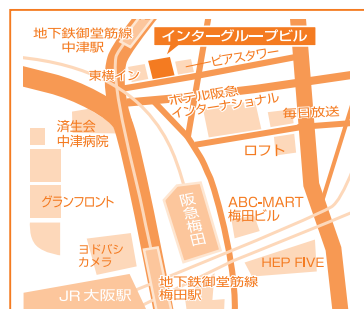 地下鉄御堂筋線
中津駅
インターグループビル
東横イン
ピアスタワー
ホテル阪急
インターナショナル
毎日放送
済生会
中津病院
ロフト
グランフロント
阪急梅田
ABC-MART
梅田ビル
ヨドバシ
カメラ
HEP FIVE
地下鉄御堂筋線
梅田駅
JR大阪駅